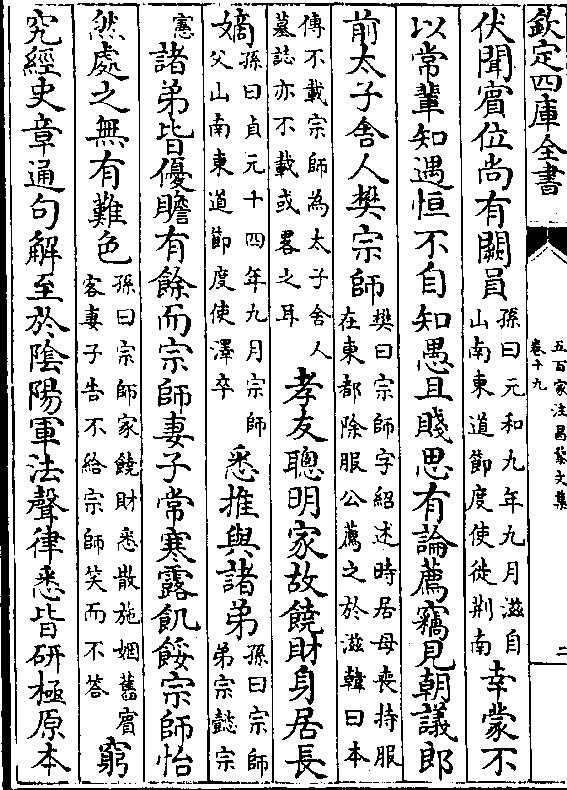 欽定四庫全書
五百家注昌黎文集
卷十九
二
伏聞賓位尚有闕員孫曰元和九年九月滋自山南東道節度使徙荆南幸蒙不
以常輩知遇恒不自知愚且賤思有論薦竊見朝議郎
前太子舍人樊宗師樊曰宗師字紹述時居母喪持服在東都除服公薦之於滋韓曰本
傳不載宗師為太子舍人墓誌亦不載或畧之耳孝友聰明家故饒財身居長
嫡孫曰貞元十四年九月宗師父山南東道節度使澤卒悉推與諸弟孫曰宗師弟宗懿宗
憲諸弟皆優贍有餘而宗師妻子常寒露飢餒宗師怡
然處之無有難色孫曰宗師家饒財悉散施姻舊賓客妻子告不給宗師笑而不答窮
究經史章通句解至於陰陽軍法聲律悉皆研極原本